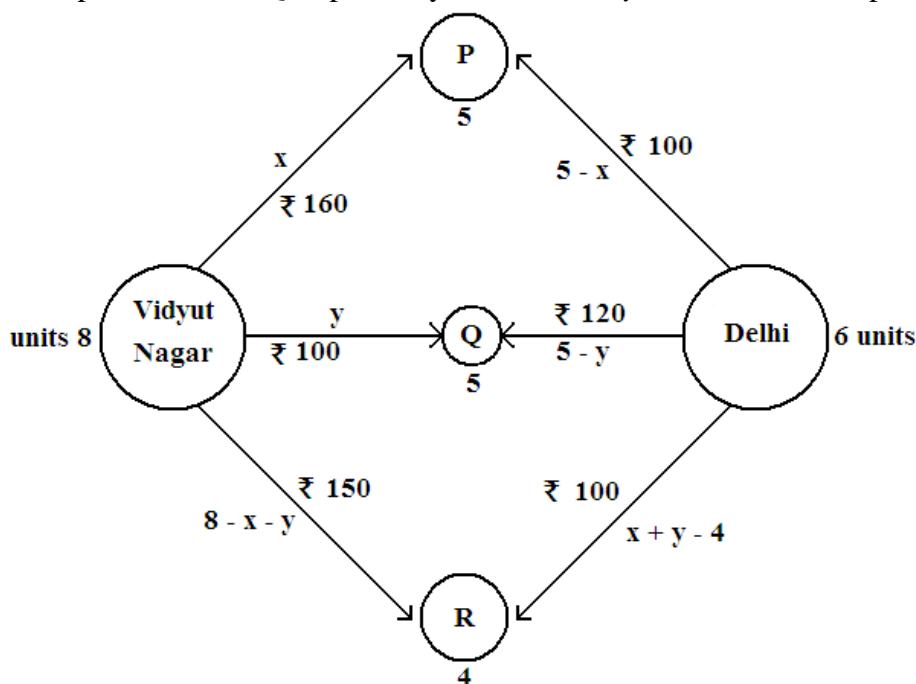 P
5
x
₹ 160
₹ 100
5 - x
units 8
Vidyut
Nagar
y
₹ 100
Q
5
₹ 120
5 - y
Delhi
6 units
₹ 150
8 - x - y
₹ 100
x + y - 4
R
4